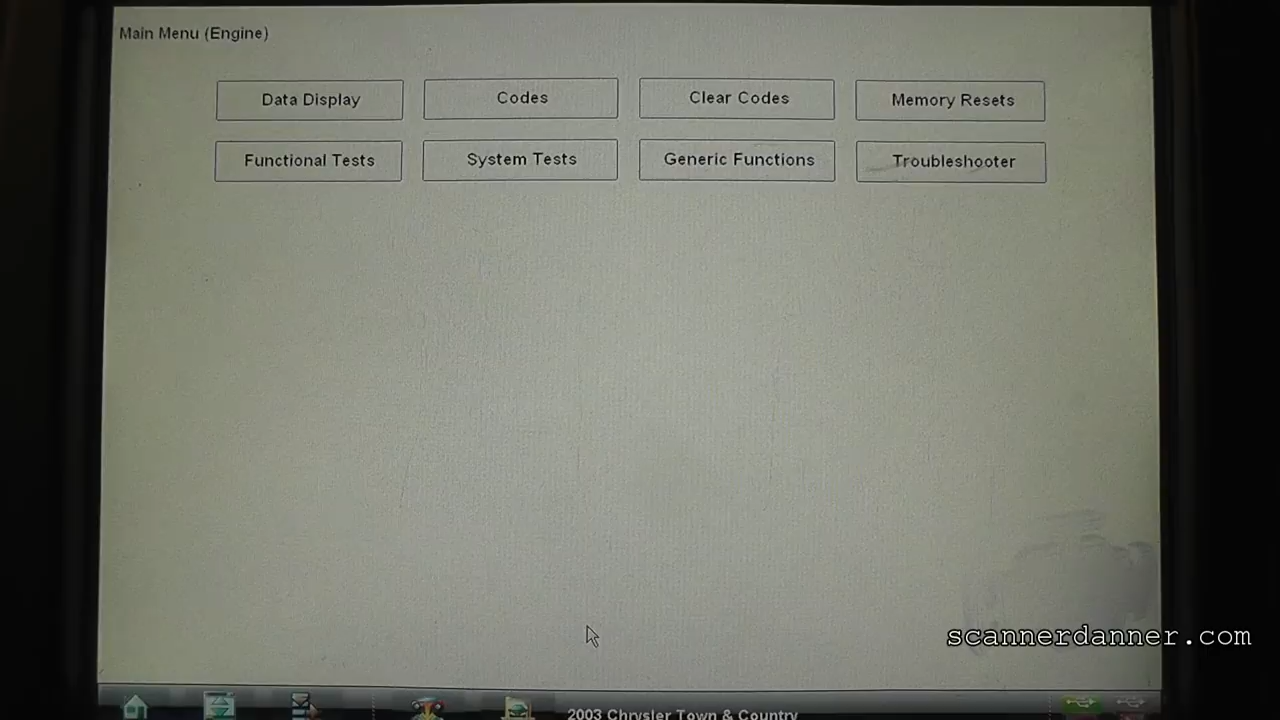 Main Menu (Engine)
Data Display
Codes
Clear Codes
Memory Resets
Functional Tests
System Tests
Generic Functions
Troubleshooter
scannerdanner.com
2003 Chrysler Town & Country